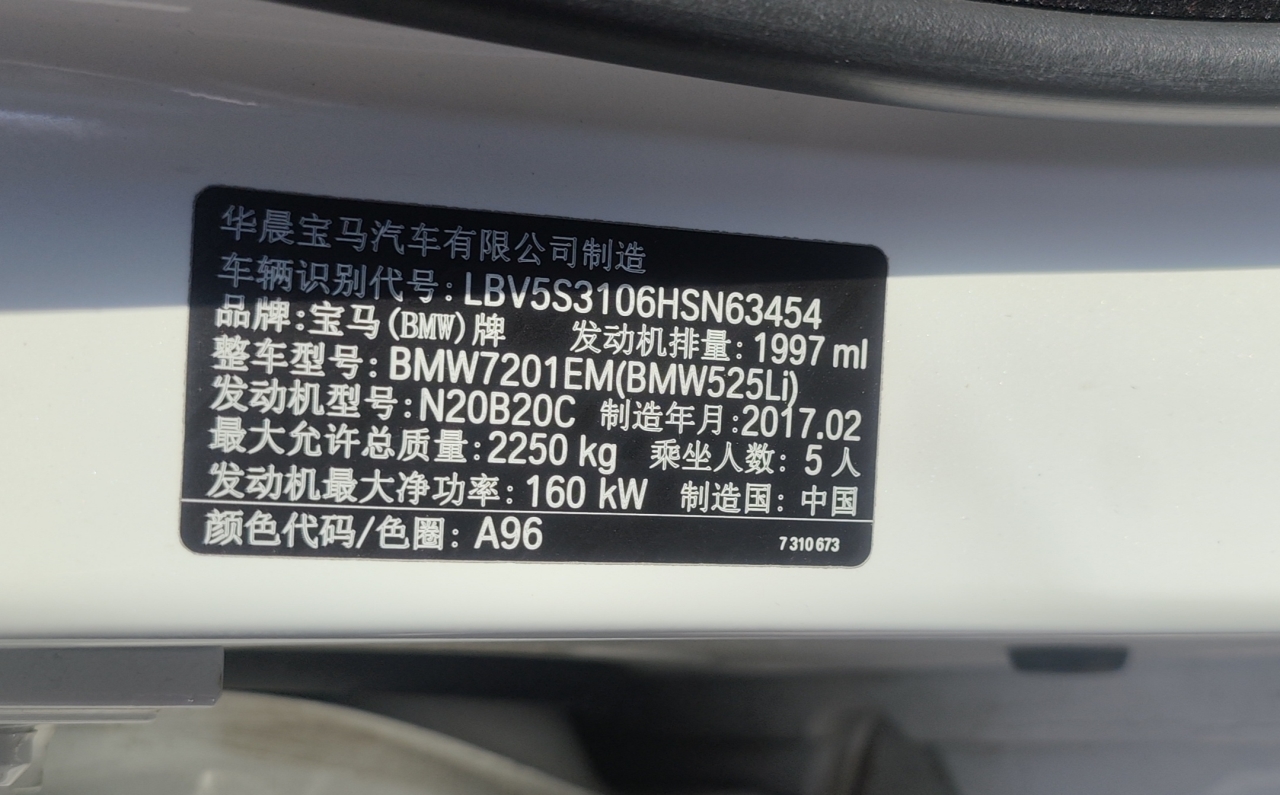 华晨宝马汽车有限公司制造
车辆识别代号: LBV5S3106HSN63454
品牌:宝马(BMW)牌 发动机排量: 1997 ml
整车型号: BMW7201EM(BMW525Li)
发动机型号:N20B20C 制造年月:2017.02
最大允许总质量:2250 kg 乘坐人数: 5 人
发动机最大净功率: 160 kW 制造国: 中国
颜色代码/色圈: A96 7 310 673